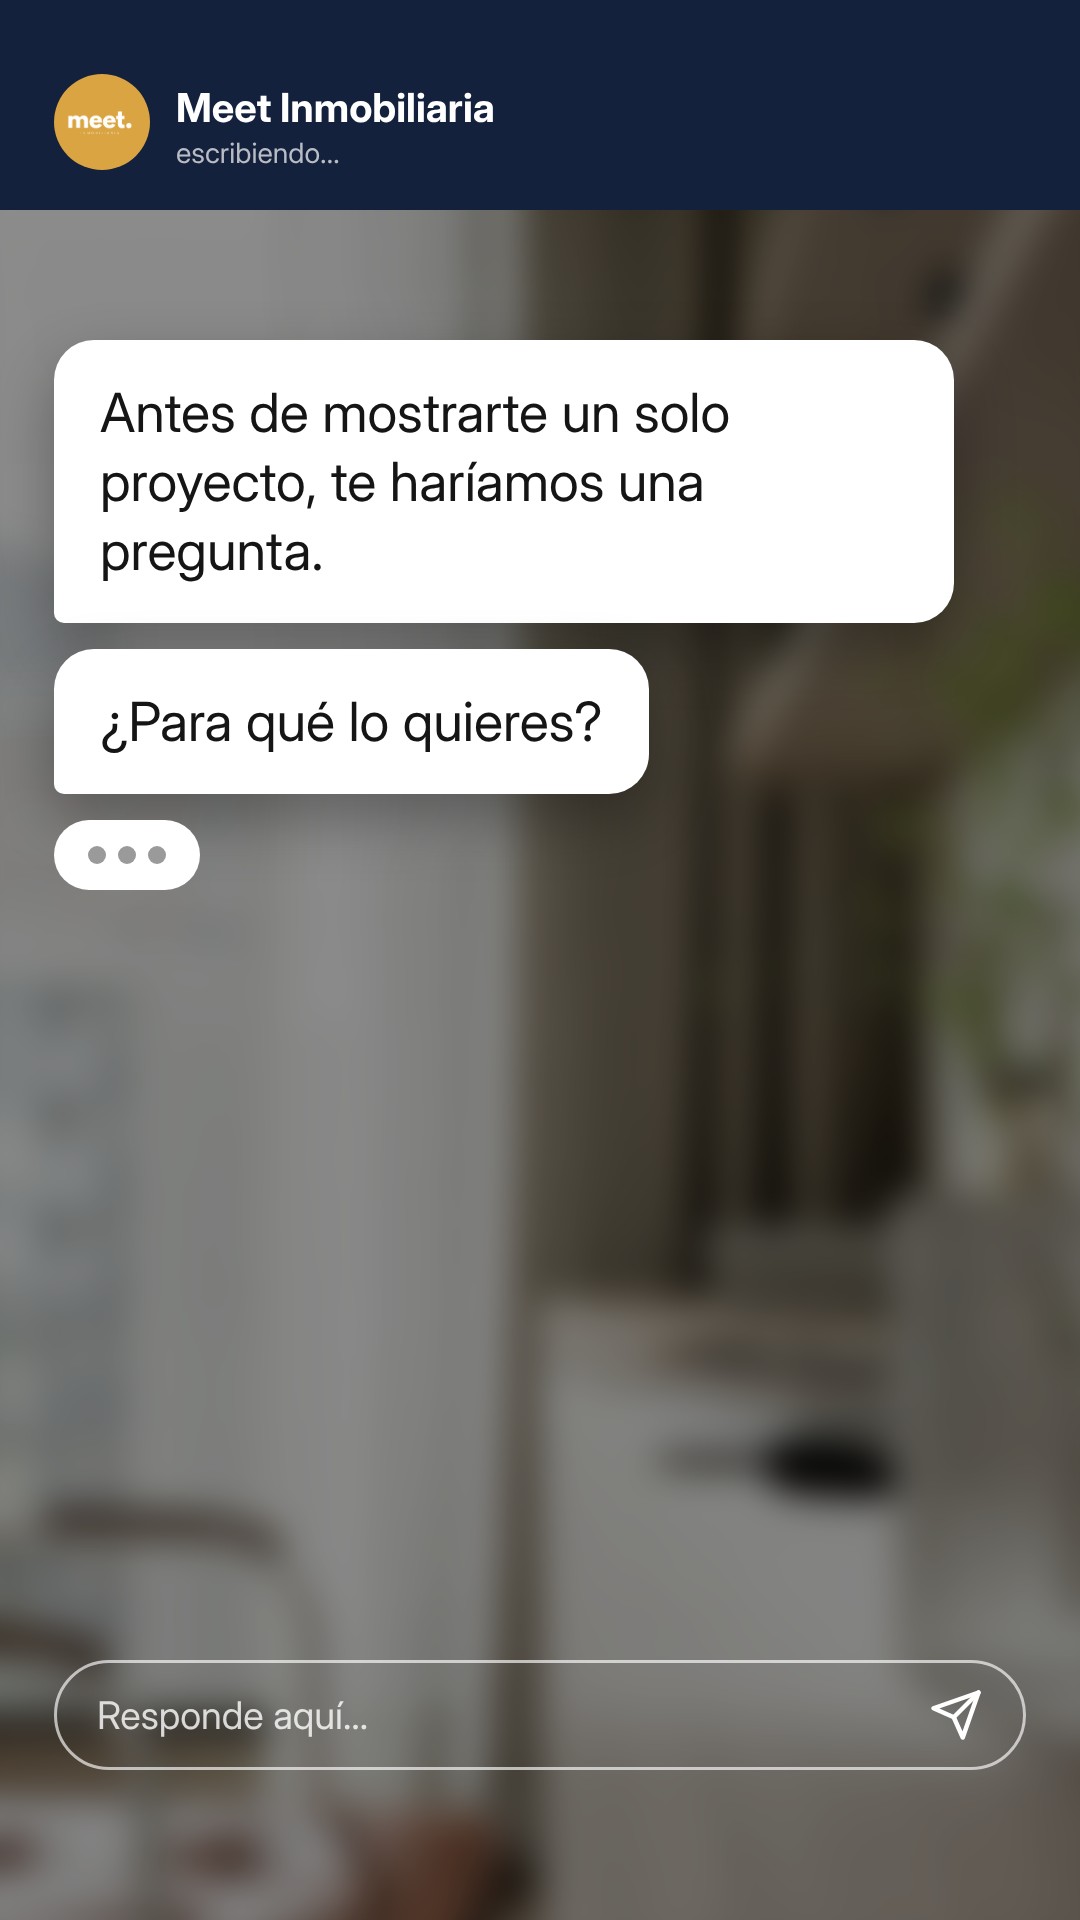 meet.
Meet Inmobiliaria
escribiendo...
Antes de mostrarte un solo
proyecto, te haríamos una
pregunta.
¿Para qué lo quieres?
Responde aquí...